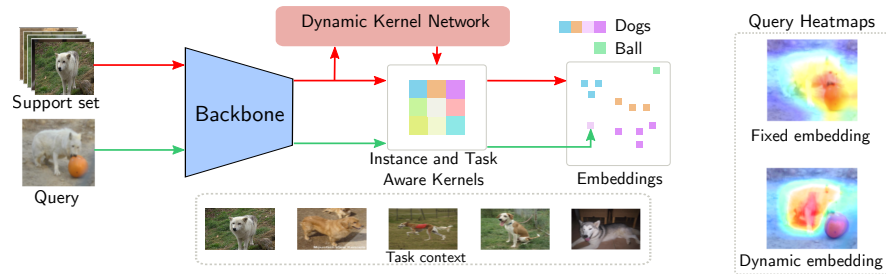 Dynamic Kernel Network
Dogs
Ball
Query Heatmaps
Support set
Backbone
Fixed embedding
Instance and Task
Aware Kernels
Embeddings
Query
Task context
Dynamic embedding